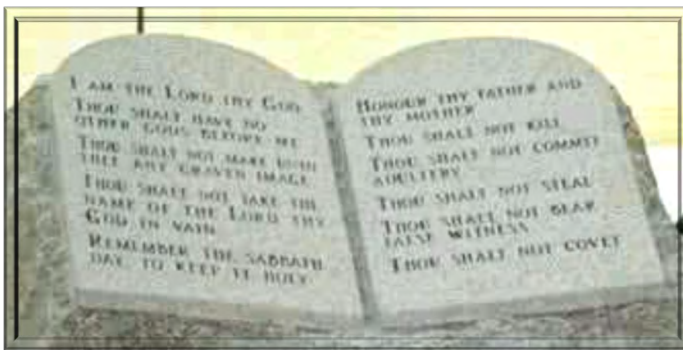 I AM THE LORD THY GOD
THOU SHALT HAVE NO
OTHER GODS BEFORE ME
THOU SHALT NOT MAKE UNTO
THEE ANY GRAVEN IMAGE
THOU SHALT NOT TAKE THE
NAME OF THE LORD THY
GOD IN VAIN
REMEMBER THE SABBATH
DAY, TO KEEP IT HOLY
HONOUR THY FATHER AND
THY MOTHER
THOU SHALT NOT KILL
THOU SHALT NOT COMMIT
ADULTERY
THOU SHALT NOT STEAL
THOU SHALT NOT BEAR
FALSE WITNESS
THOU SHALT NOT COVET